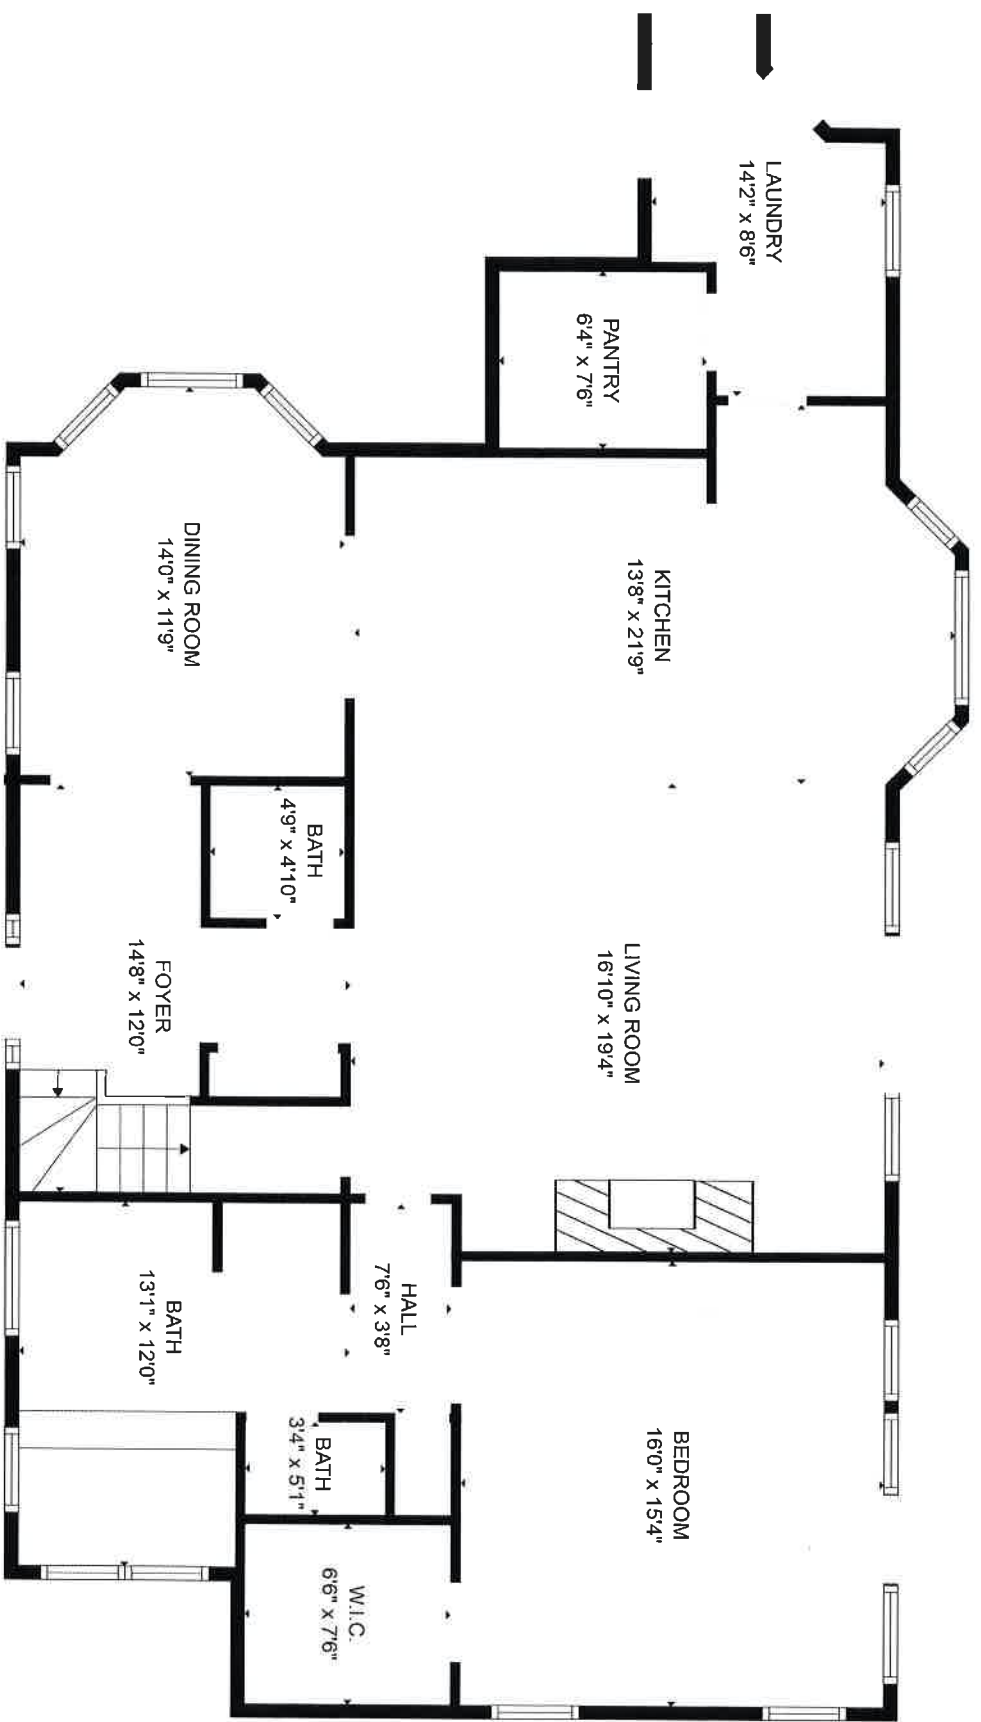 LAUNDRY
14'2" x 8'6"
PANTRY
6'4" x 7'6"
KITCHEN
13'8" x 21'9"
DINING ROOM
14'0" x 11'9"
BATH
4'9" x 4'10"
LIVING ROOM
16'10" x 19'4"
FOYER
14'8" x 12'0"
HALL
7'6" x 3'8"
BATH
13'1" x 12'0"
BATH
3'4" x 5'1"
BEDROOM
16'0" x 15'4"
W.I.C.
6'6" x 7'6"